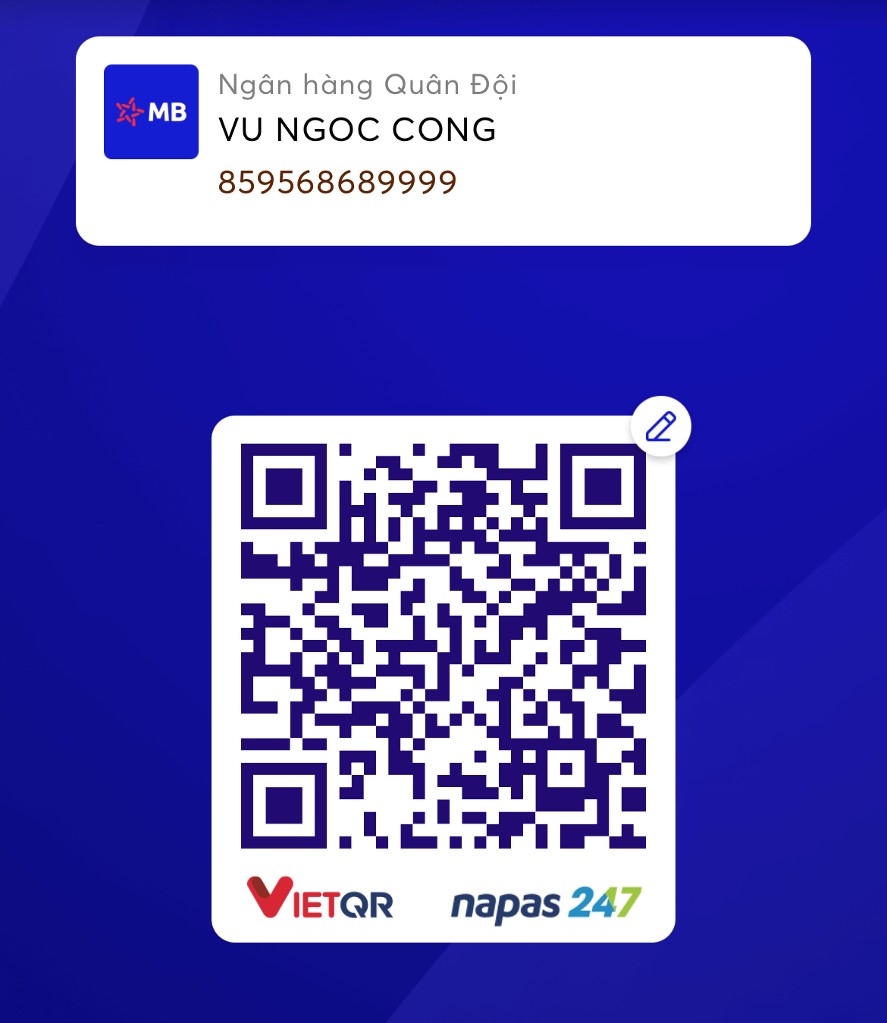 MB
Ngân hàng Quân Đội
VU NGOC CONG
859568689999
VIETQR
napas 247